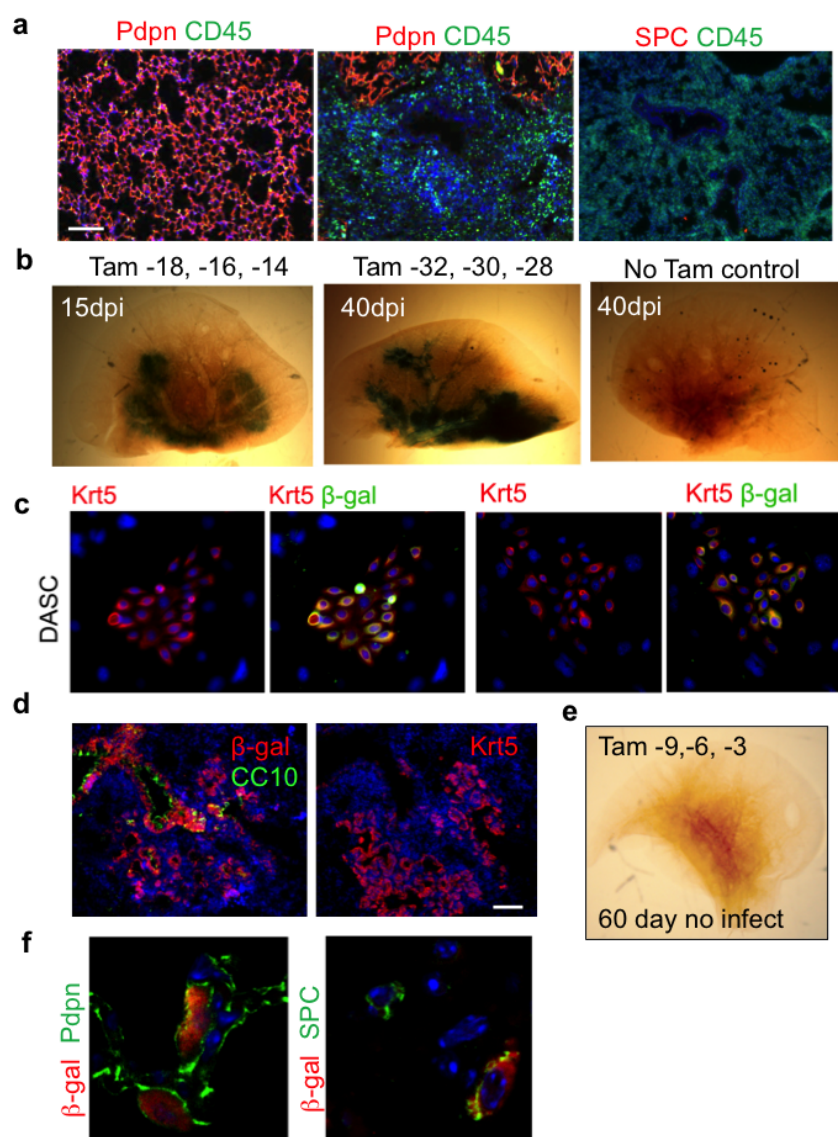 a
Pdpn CD45
Pdpn CD45
SPC CD45
b
Tam -18, -16, -14
Tam -32, -30, -28
No Tam control
15dpi
40dpi
40dpi
c
Krt5
Krt5 β-gal
Krt5
Krt5 β-gal
DASC
d
β-gal
CC10
Krt5
e
Tam -9,-6, -3
60 day no infect
f
β-gal Pdpn
β-gal SPC